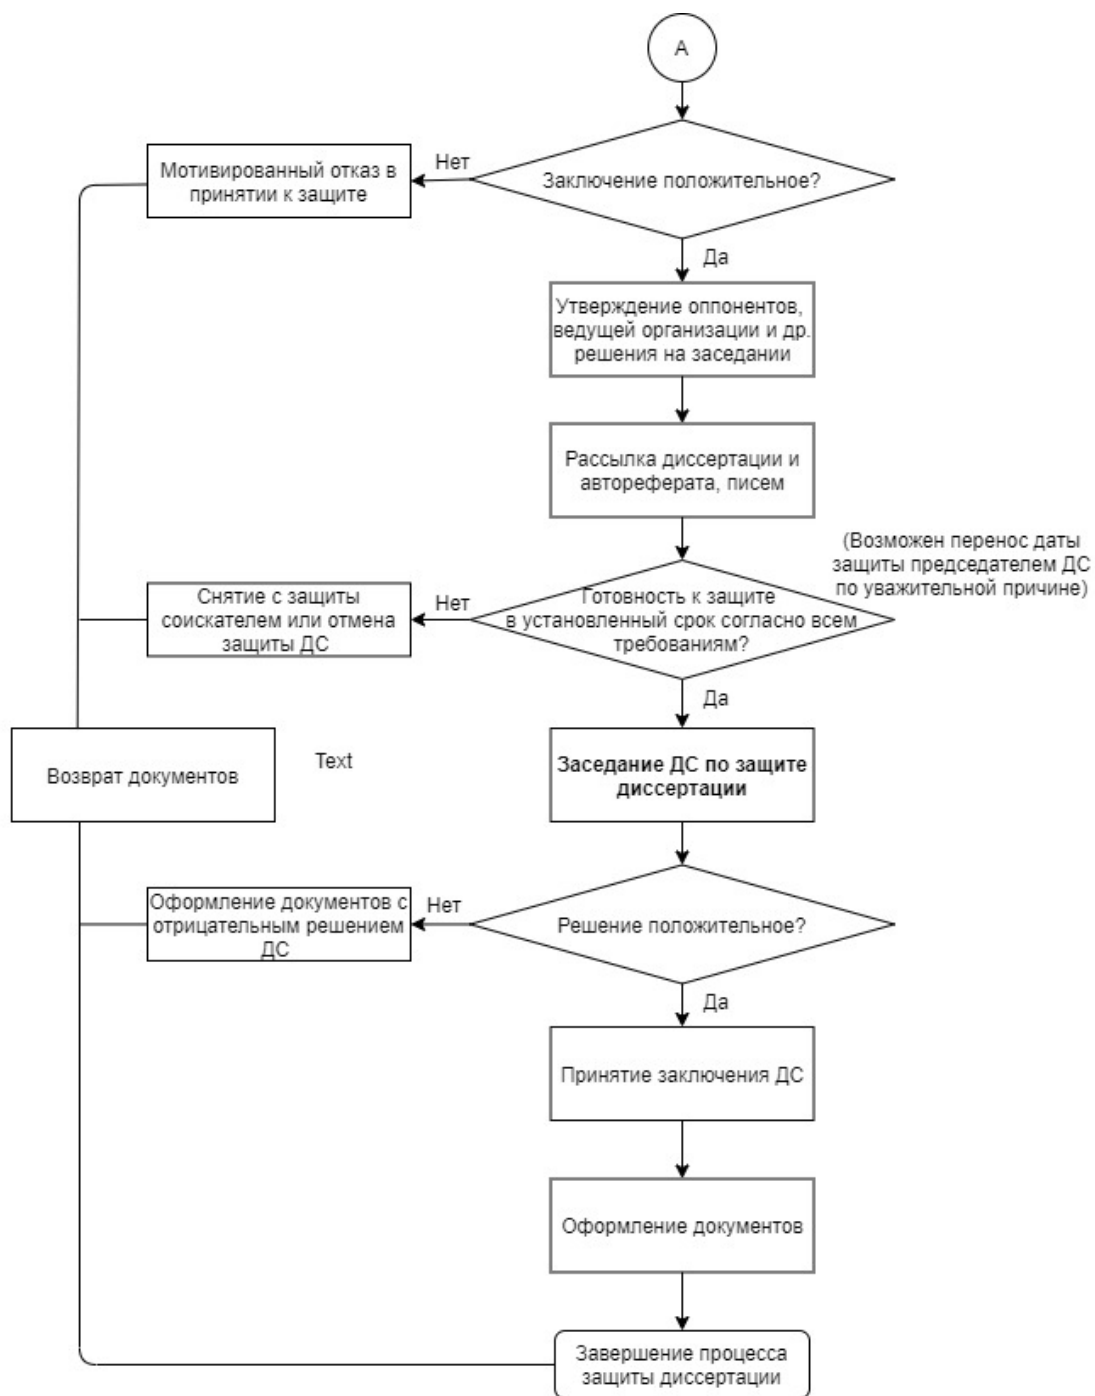 А
Заключение положительное?
Нет
Мотивированный отказ в
принятии к защите
Да
Утверждение оппонентов,
ведущей организации и др.
решения на заседании
Рассылка диссертации и
автореферата, писем
(Возможен перенос даты
защиты председателем ДС
по уважительной причине)
Готовность к защите
в установленный срок согласно всем
требованиям?
Нет
Снятие с защиты
соискателем или отмена
защиты ДС
Да
Возврат документов
Text
Заседание ДС по защите
диссертации
Решение положительное?
Нет
Оформление документов с
отрицательным решением
ДС
Да
Принятие заключения ДС
Оформление документов
Завершение процесса
защиты диссертации